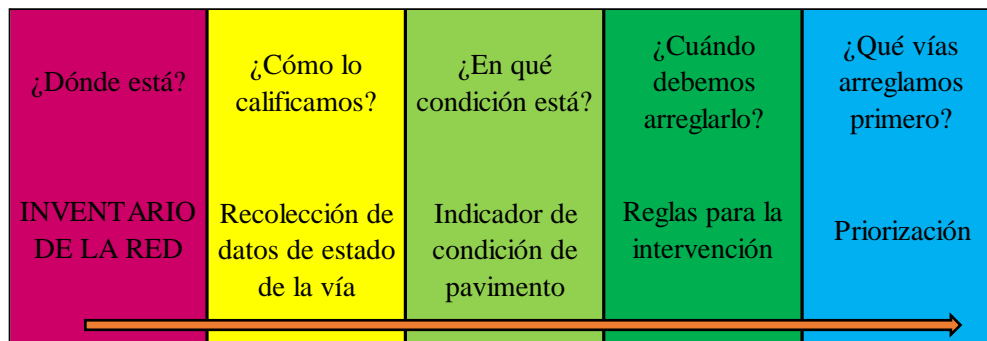 ¿Dónde está?
INVENTARIO
DE LA RED
¿Cómo lo
calificamos?
Recolección de
datos de estado
de la vía
¿En qué
condición está?
Indicador de
condición de
pavimento
¿Cuándo
debemos
arreglarlo?
Reglas para la
intervención
¿Qué vías
arreglamos
primero?
Priorización